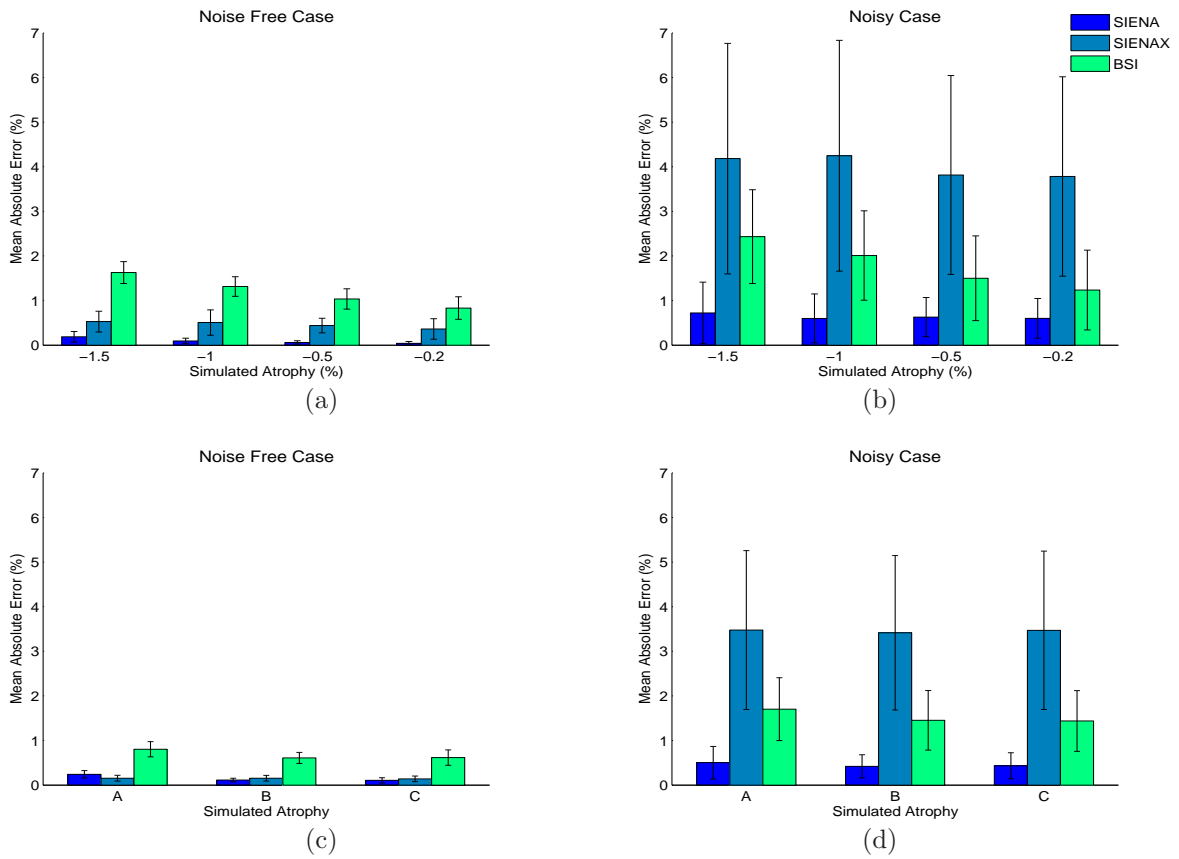 Noise Free Case
Mean Absolute Error (%)
7
6
5
4
3
2
1
0
−1.5 −1 −0.5 −0.2
Simulated Atrophy (%)
(a)
Noisy Case
SIENA
SIENAX
BSI
Mean Absolute Error (%)
7
6
5
4
3
2
1
0
−1.5 −1 −0.5 −0.2
Simulated Atrophy (%)
(b)
Noise Free Case
Mean Absolute Error (%)
7
6
5
4
3
2
1
0
A B C
Simulated Atrophy
(c)
Noisy Case
Mean Absolute Error (%)
7
6
5
4
3
2
1
0
A B C
Simulated Atrophy
(d)